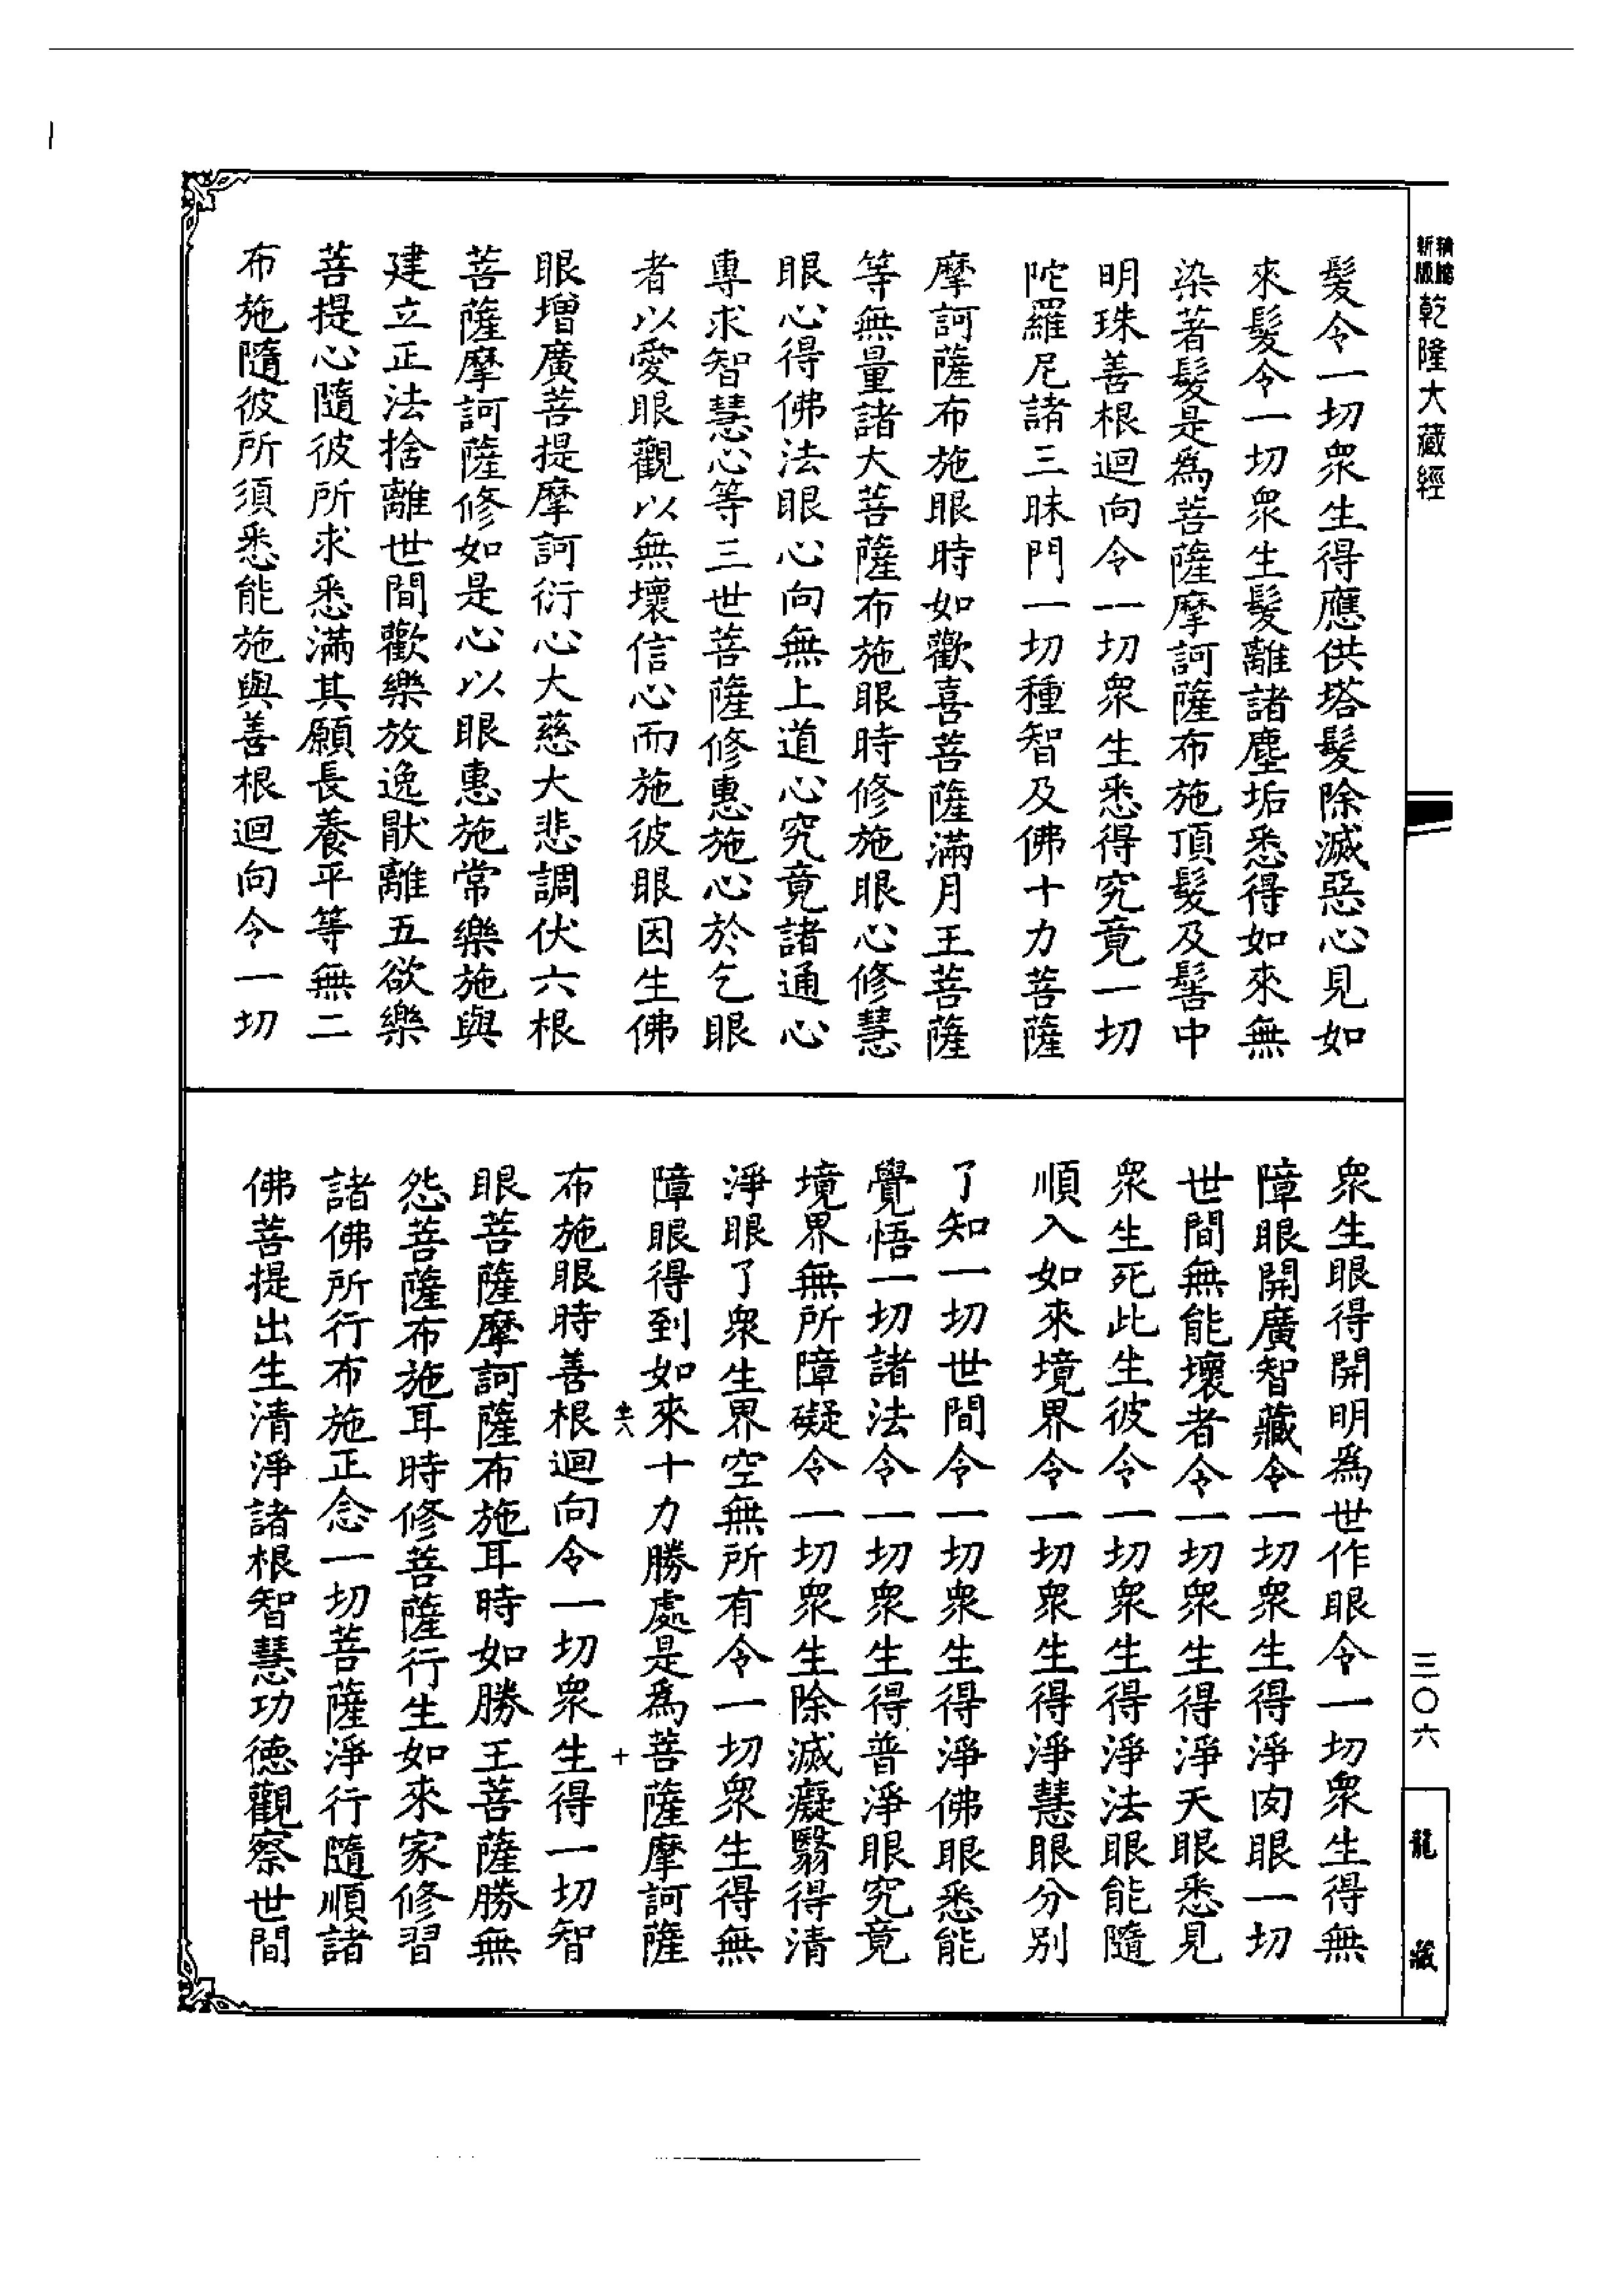 乾隆大藏經
髮令一切衆生得應供塔髮除滅惡心見如
來髮令一切衆生髮離諸塵垢悉得如來無
染著髮是為菩薩摩訶薩布施頂髮及髻中
明珠善根迴向令一切衆生悉得究竟一切
陀羅尼諸三昧門一切種智及佛十力菩薩
摩訶薩布施眼時如歡喜菩薩滿月王菩薩
等無量諸大菩薩布施眼時修施眼心修慧
眼心得佛法眼心向無上道心究竟諸通心
專求智慧心等三世菩薩修惠施心於乞眼
者以愛眼觀以無壞信心而施彼眼因生佛
眼增廣菩提摩訶衍心大慈大悲調伏六根
菩薩摩訶薩修如是心以眼惠施常樂施與
建立正法捨離世間歡樂放逸猒離五欲樂
菩提心隨彼所求悉滿其願長養平等無二
布施隨彼所須悉能施與善根迴向令一切
衆生眼得開明為世作眼令一切衆生得無
障眼開廣智藏令一切衆生得淨肉眼一切
世間無能壞者令一切衆生得淨天眼悉見
衆生死此生彼令一切衆生得淨法眼能隨
順入如來境界令一切衆生得淨慧眼分別
了知一切世間令一切衆生得淨佛眼悉能
覺悟一切諸法令一切衆生得普淨眼究竟
境界無所障礙令一切衆生除滅癡翳得清
淨眼了衆生界空無所有令一切衆生得無
障眼得到如來十力勝處是為菩薩摩訶薩
十
布施眼時善根迴向令一切衆生得一切智
眼菩薩摩訶薩布施耳時如勝王菩薩勝無
怨菩薩布施耳時修菩薩行生如來家修習
諸佛所行布施正念一切菩薩淨行隨順諸
佛菩提出生清淨諸根智慧功德觀察世間
三〇六
龍藏